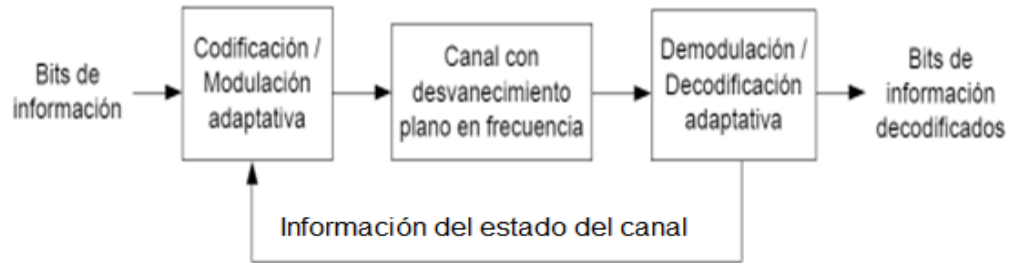 Bits de
información
Codificación /
Modulación
adaptativa
Canal con
desvanecimiento
plano en frecuencia
Demodulación /
Decodificación
adaptativa
Bits de
información
decodificados
Información del estado del canal